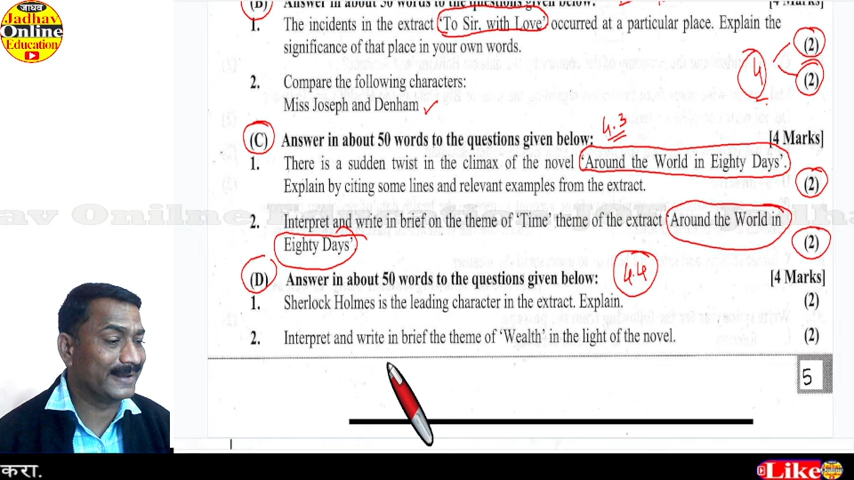 जाधव
Jadhav
Online
Education
(B) Answer in about 50 words to the questions given below: [4 Marks]
1. The incidents in the extract 'To Sir, with Love' occurred at a particular place. Explain the
significance of that place in your own words. (2)
4
2. Compare the following characters: (2)
Miss Joseph and Denham ✓
4.3
(C) Answer in about 50 words to the questions given below: [4 Marks]
1. There is a sudden twist in the climax of the novel 'Around the World in Eighty Days'.
Explain by citing some lines and relevant examples from the extract. (2)
2. Interpret and write in brief on the theme of 'Time' theme of the extract 'Around the World in
Eighty Days'. (2)
(D) Answer in about 50 words to the questions given below: 4.4 [4 Marks]
1. Sherlock Holmes is the leading character in the extract. Explain. (2)
2. Interpret and write in brief the theme of 'Wealth' in the light of the novel. (2)
5
करा.
Like